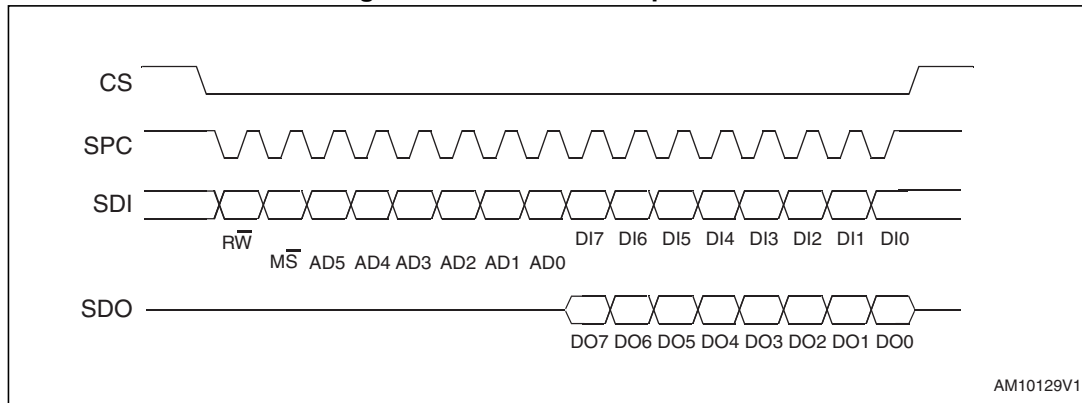 CS
SPC
SDI
RW̅
DI7 DI6 DI5 DI4 DI3 DI2 DI1 DI0
MS̅ AD5 AD4 AD3 AD2 AD1 AD0
SDO
DO7 DO6 DO5 DO4 DO3 DO2 DO1 DO0
AM10129V1